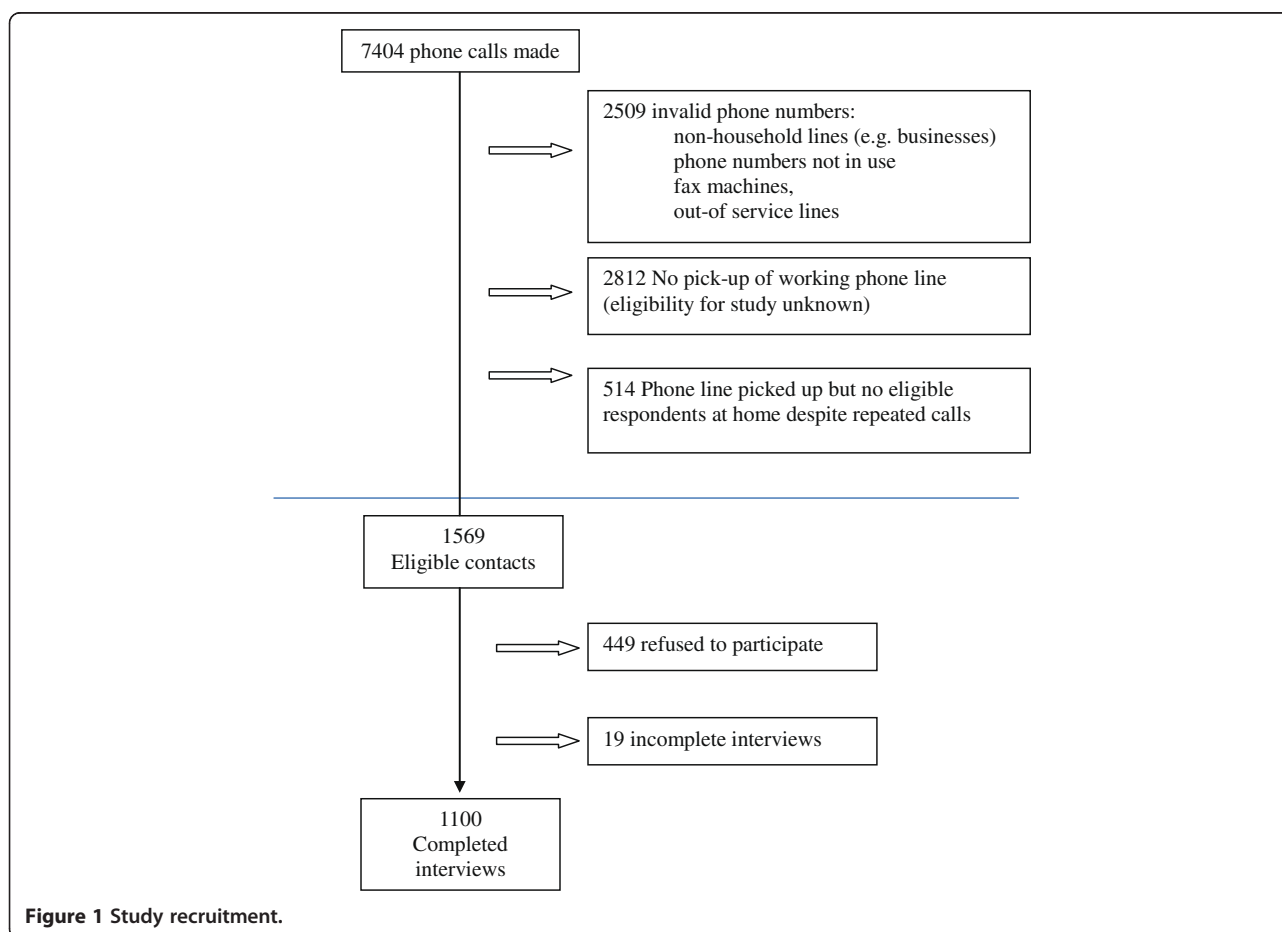 7404 phone calls made
2509 invalid phone numbers:
non-household lines (e.g. businesses)
phone numbers not in use
fax machines,
out-of service lines
2812 No pick-up of working phone line
(eligibility for study unknown)
514 Phone line picked up but no eligible
respondents at home despite repeated calls
1569
Eligible contacts
449 refused to participate
19 incomplete interviews
1100
Completed
interviews
Figure 1 Study recruitment.